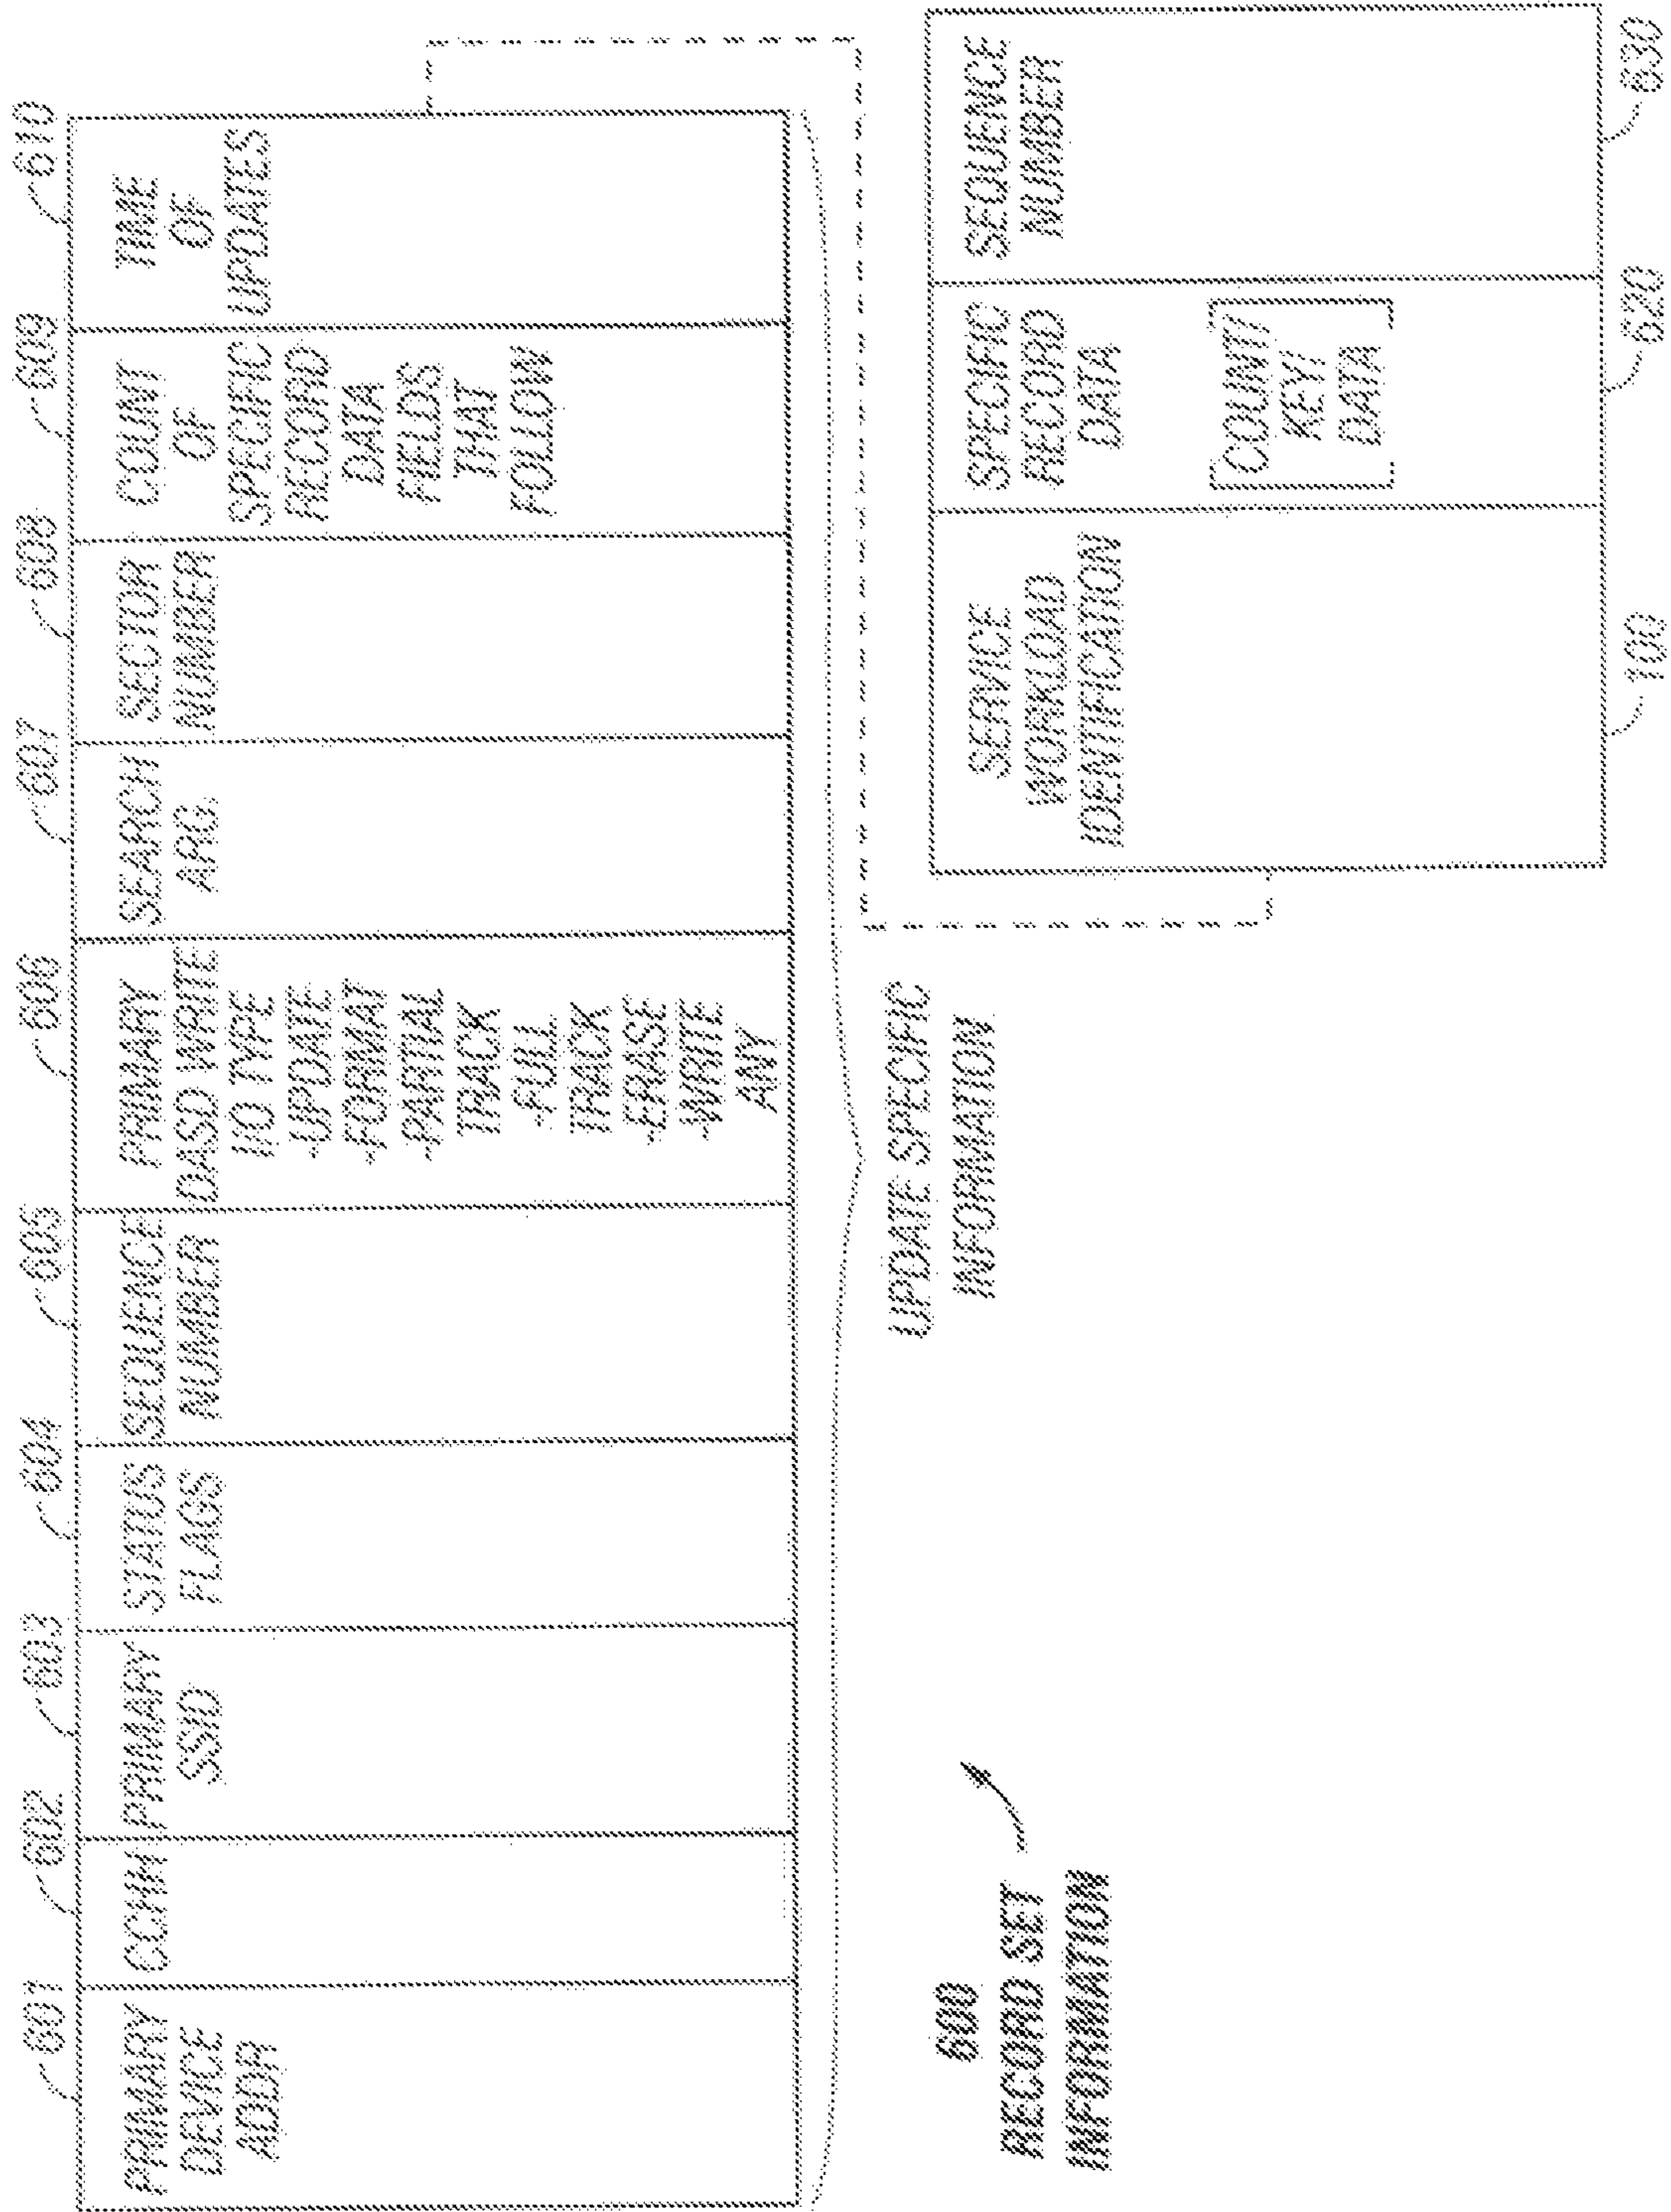 601
602
603
604
605
606
607
608
609
610
PRIMARY
DEVICE
ADDR
CCHH
PRIMARY
SSID
STATUS
FLAGS
SEQUENCE
NUMBER
PRIMARY
DASD WRITE
I/O TYPE
-UPDATE
-FORMAT
-PARTIAL
TRACK
-FULL
TRACK
-ERASE
-WRITE
ANY
SEARCH
ARG.
SECTOR
NUMBER
COUNT
OF
SPECIFIC
RECORD
DATA
FIELDS
THAT
FOLLOW
TIME
OF
UPDATES
UPDATE SPECIFIC
INFORMATION
600
RECORD SET
INFORMATION
SERVICE
WORKLOAD
IDENTIFICATION
SPECIFIC
RECORD
DATA
COUNT/
KEY/
DATA
SEQUENCE
NUMBER
100
620
630